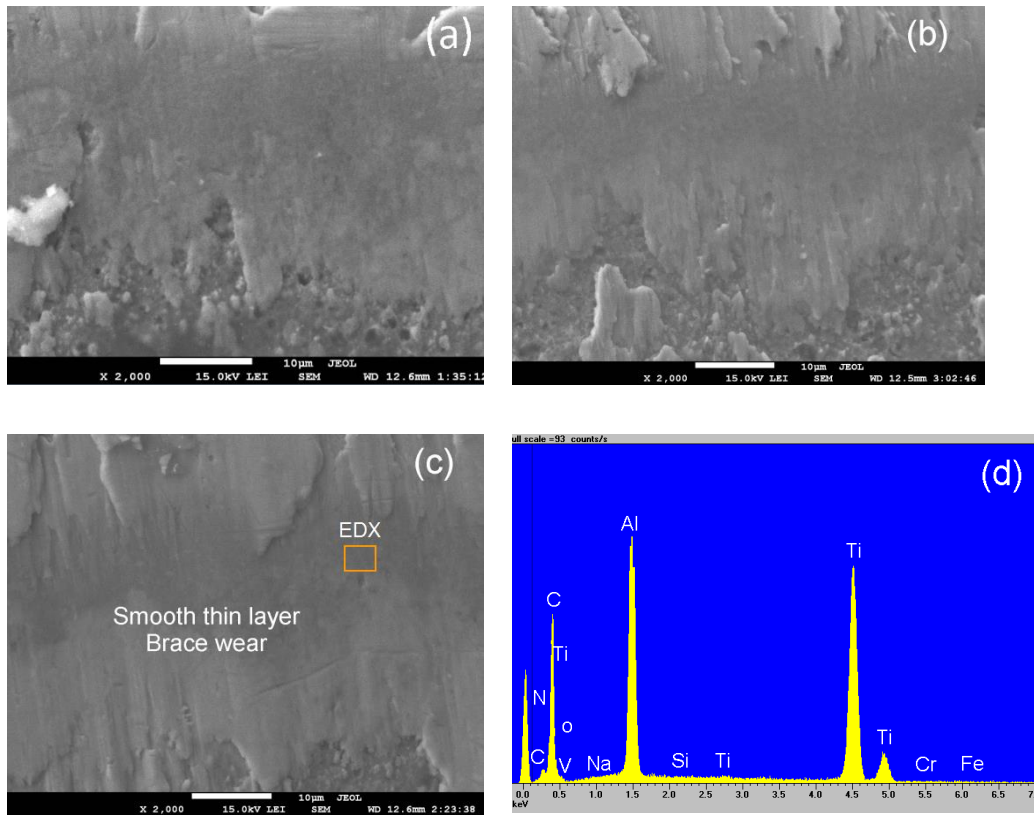 (a)
10µm JEOL
X 2,000 15.0kV LEI SEM WD 12.6mm 1:35:12
(b)
10µm JEOL
X 2,000 15.0kV LEI SEM WD 12.5mm 3:02:46
(c)
EDX
Smooth thin layer
Brace wear
10µm JEOL
X 2,000 15.0kV LEI SEM WD 12.6mm 2:23:38
ull scale =93 counts/s
(d)
Al
Ti
C
Ti
N
o
Ti
C V Na Si Ti Cr Fe
0.0 0.5 1.0 1.5 2.0 2.5 3.0 3.5 4.0 4.5 5.0 5.5 6.0 6.5 7
keV